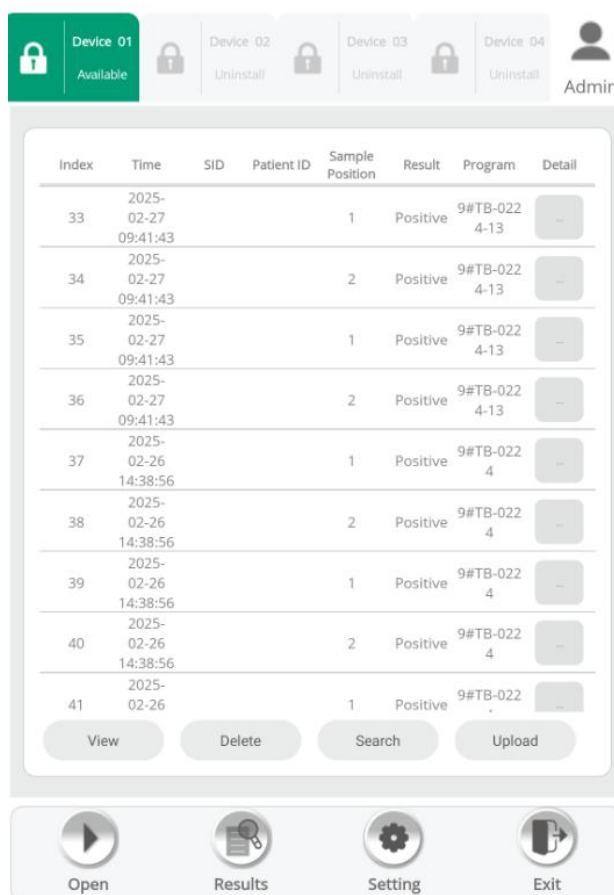 Device 01
Available
Device 02
Uninstall
Device 03
Uninstall
Device 04
Uninstall
Admin
Index Time SID Patient ID Sample Position Result Program Detail
2025-
33 02-27 1 Positive 9#TB-022
4-13 ...
09:41:43
2025-
34 02-27 2 Positive 9#TB-022
4-13 ...
09:41:43
2025-
35 02-27 1 Positive 9#TB-022
4-13 ...
09:41:43
2025-
36 02-27 2 Positive 9#TB-022
4-13 ...
09:41:43
2025-
37 02-26 1 Positive 9#TB-022
4 ...
14:38:56
2025-
38 02-26 2 Positive 9#TB-022
4 ...
14:38:56
2025-
39 02-26 1 Positive 9#TB-022
4 ...
14:38:56
2025-
40 02-26 2 Positive 9#TB-022
4 ...
14:38:56
2025-
41 02-26 1 Positive 9#TB-022
...
View Delete Search Upload
Open Results Setting Exit